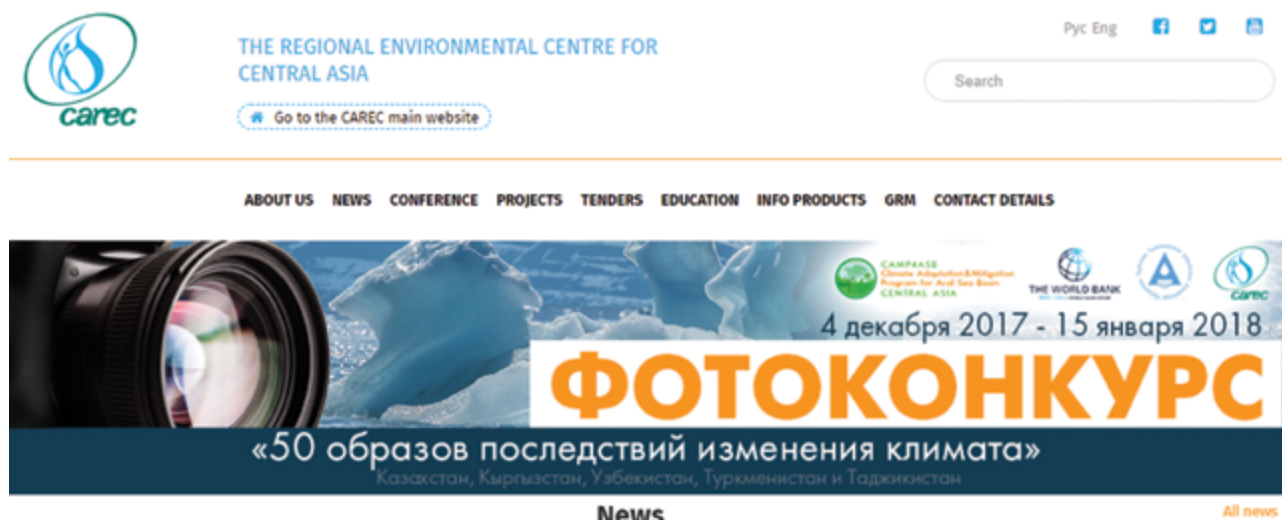 carec
THE REGIONAL ENVIRONMENTAL CENTRE FOR
CENTRAL ASIA
Go to the CAREC main website
Рус Eng
Search
ABOUT US NEWS CONFERENCE PROJECTS TENDERS EDUCATION INFO PRODUCTS GRM CONTACT DETAILS
CAMP4ASB
Climate Adaptation & Mitigation
Program for Aral Sea Basin
CENTRAL ASIA
THE WORLD BANK
carec
4 декабря 2017 - 15 января 2018
ФОТОКОНКУРС
«50 образов последствий изменения климата»
Казахстан, Кыргызстан, Узбекистан, Туркменистан и Таджикистан
News
All news